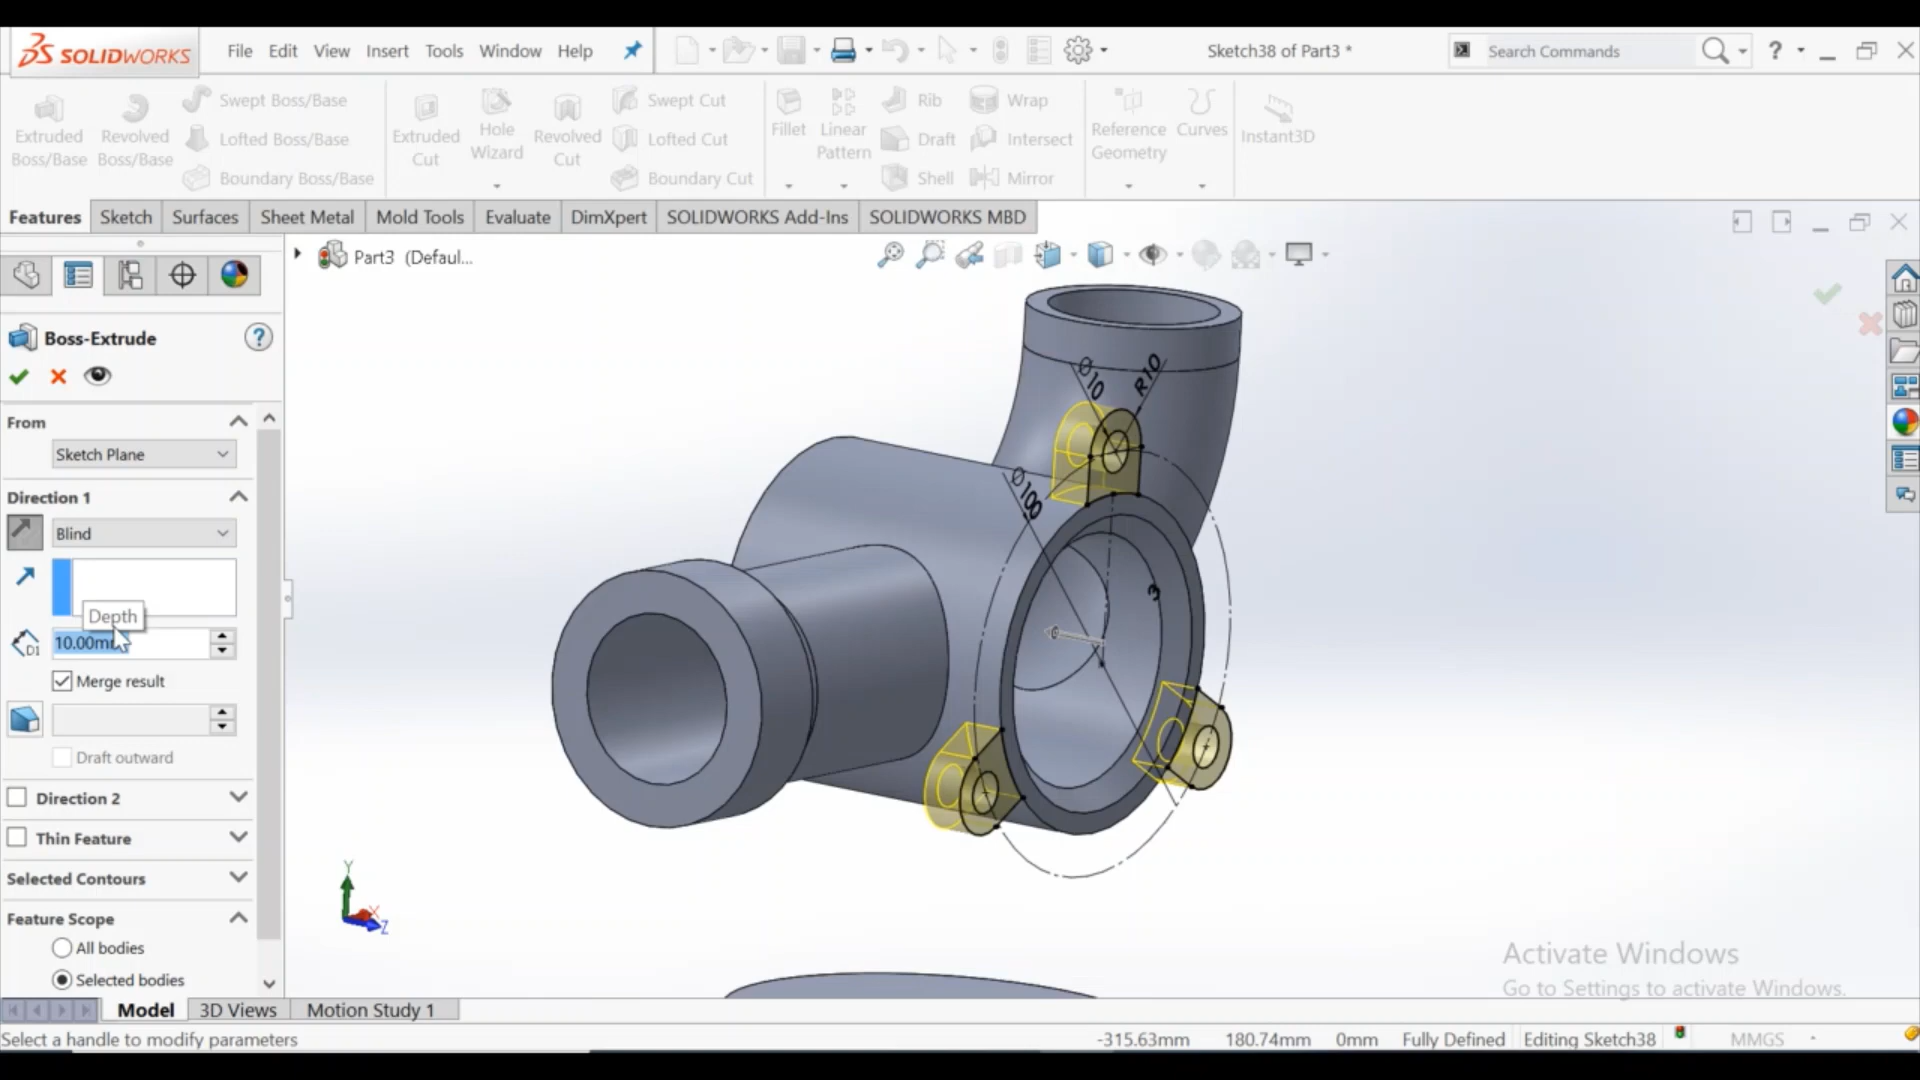 SOLIDWORKS File Edit View Insert Tools Window Help Sketch38 of Part3 * Search Commands ?
Extruded Boss/Base
Revolved Boss/Base
Swept Boss/Base
Lofted Boss/Base
Boundary Boss/Base
Extruded Cut
Hole Wizard
Revolved Cut
Swept Cut
Lofted Cut
Boundary Cut
Fillet
Linear Pattern
Rib
Draft
Shell
Wrap
Intersect
Mirror
Reference Geometry
Curves
Instant3D
Features Sketch Surfaces Sheet Metal Mold Tools Evaluate DimXpert SOLIDWORKS Add-Ins SOLIDWORKS MBD
Part3 (Defaul...
Boss-Extrude ?
From
Sketch Plane
Direction 1
Blind
Depth
D1 10.00mm
Merge result
Draft outward
Direction 2
Thin Feature
Selected Contours
Feature Scope
All bodies
Selected bodies
Ø10
R10
Ø100
3
Y
X
Z
Activate Windows
Go to Settings to activate Windows.
Model 3D Views Motion Study 1
Select a handle to modify parameters -315.63mm 180.74mm 0mm Fully Defined Editing Sketch38 MMGS